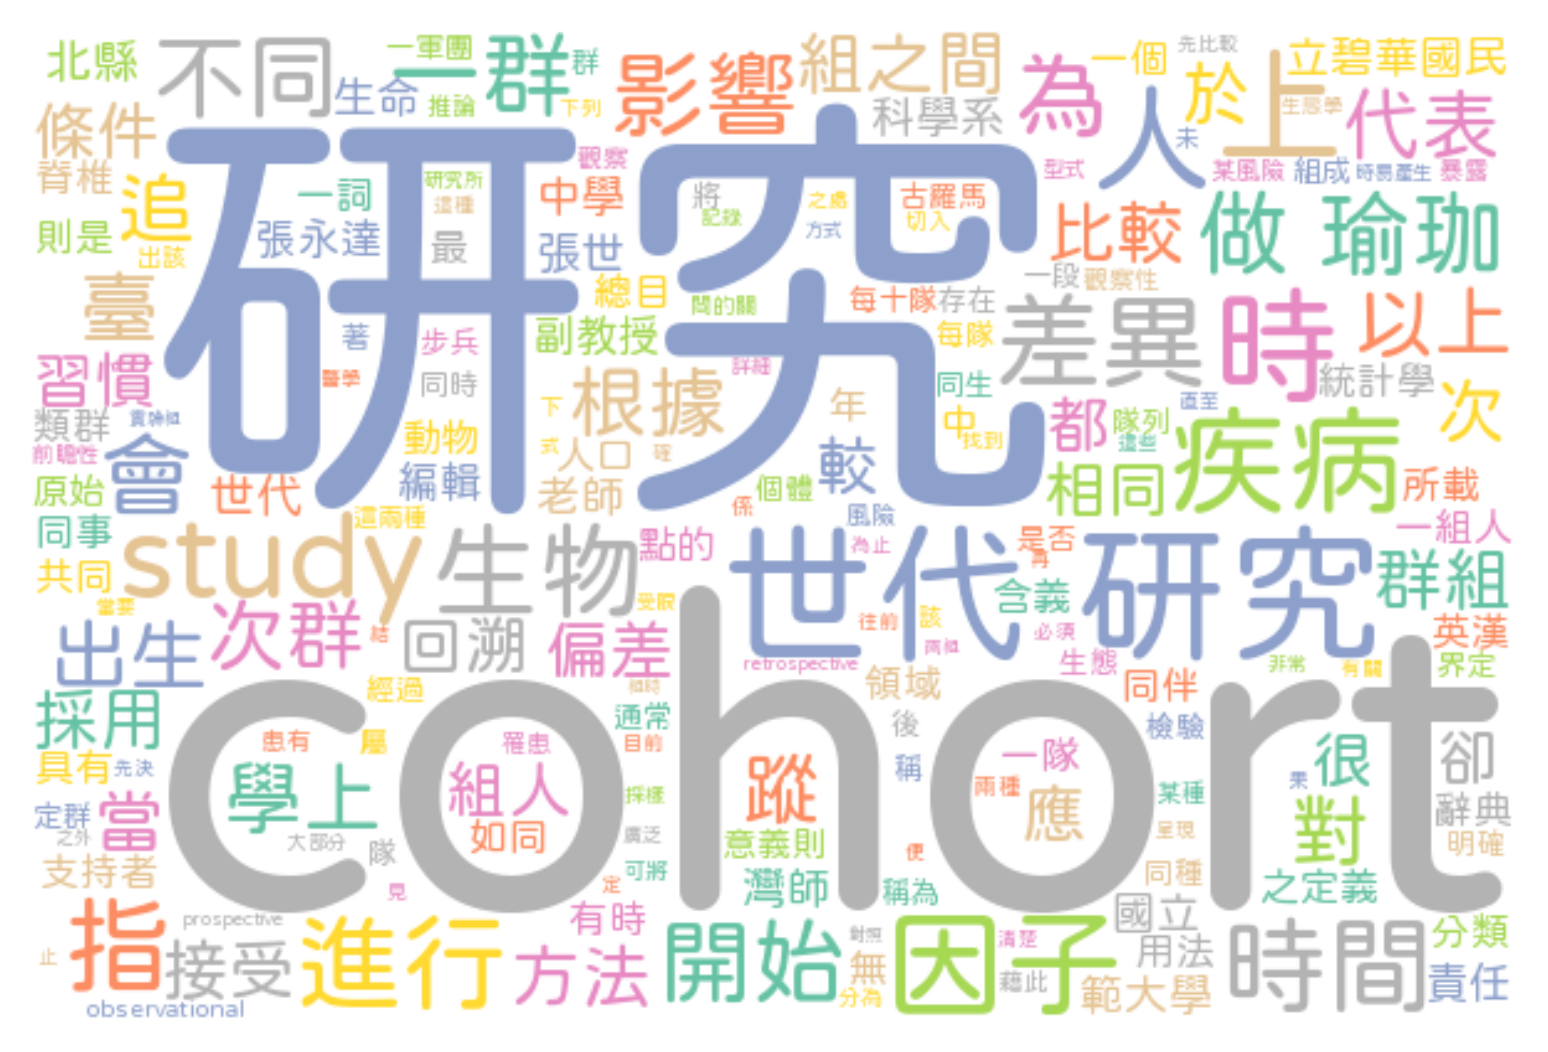 北縣
不同
一軍團
一群
群
影響
組之間
為
一個
先比較
立碧華國民
生命
推論
下列
科學系
於
上
生態學
代表
條件
研究
人
未
脊椎
觀察
型式
某風險
組成
時易產生
暴露
追
一詞
研究所
這種
中學
將
記錄
之處
古羅馬
切入
比較
做
瑜珈
則是
出該
張永達
最
張世
方式
臺
總目
問的關
每十隊
存在
一段
觀察性
差異
時
以上
著
步兵
副教授
每隊
習慣
醫學
同時
詳細
同生
統計學
類群
根據
年
中
找到
都
隊列
這些
直至
疾病
次
前瞻性
會
動物
下
式
人口
確
較
原始
世代
編輯
老師
個體
係
風險
相同
所載
同事
study
這兩種
生物
點的
世代研究
為止
是否
再
一組人
共同
當要
受限
含義
群組
出生
次群
結
回溯
偏差
往前
該
兩組
必須
英漢
retrospective
生態
非常
有關
界定
採用
經過
cohort
通常
領域
同伴
具有
先決
患有
屬
罹患
目前
後
檢驗
很
卻
定群
當
學上
組人
採樣
蹤
稱
一隊
兩種
應
某種
果
對
辭典
之外
大部分
隊
如同
廣泛
意義則
呈現
明確
支持者
見
定
可將
灣師
便
稱為
同種
之定義
指
prospective
進行
有時
開始
對照
因子
清楚
國立
時間
分類
止
接受
方法
無
分為
藉此
用法
範大學
責任
observational